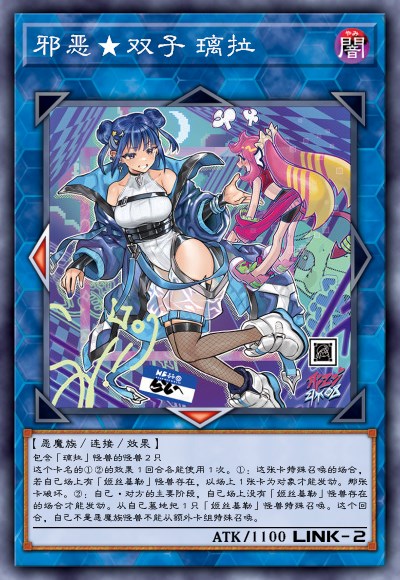 邪恶★双子 璃拉
やみ
闇
【恶魔族／连接／效果】
包含「璃拉」怪兽的怪兽２只
这个卡名的①②的效果１回合各能使用１次。①：这张卡特殊召唤的场合，
若自己场上有「姬丝基勒」怪兽存在，以场上１张卡为对象才能发动。那张
卡破坏。②：自己·对方的主要阶段，自己场上没有「姬丝基勒」怪兽存在
的场合才能发动。从自己墓地把１只「姬丝基勒」怪兽特殊召唤。这个回
合，自己不是恶魔族怪兽不能从额外卡组特殊召唤。
ATK/1100 LINK-2